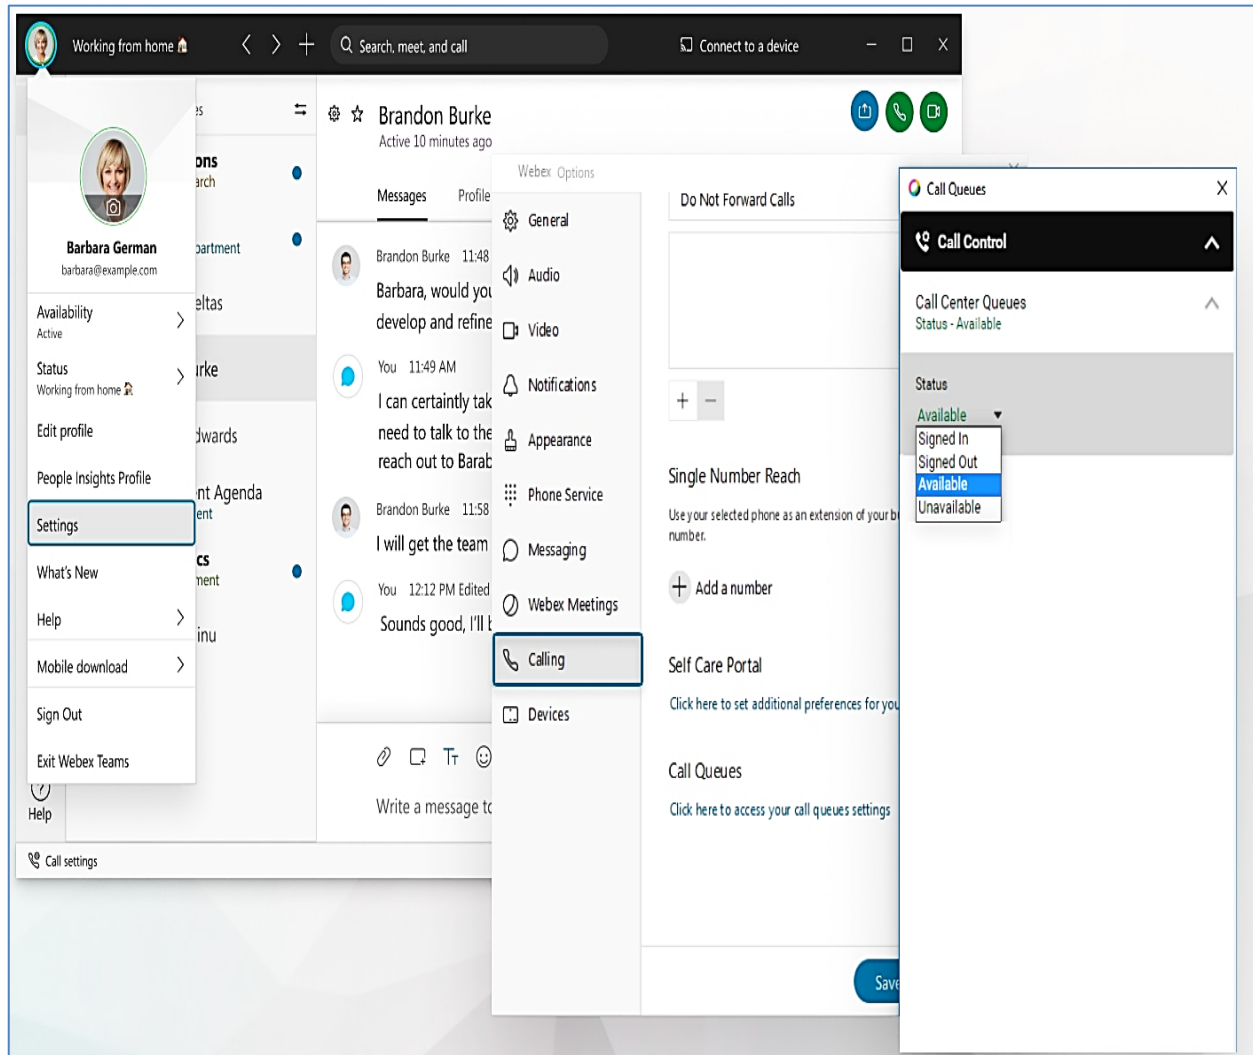 Working from home
Search, meet, and call
Connect to a device
Barbara German
barbara@example.com
Availability
Active
Status
Working from home
Edit profile
People Insights Profile
Settings
What's New
Help
Mobile download
Sign Out
Exit Webex Teams
Help
Call settings
es
ons
arch
partment
eltas
urke
dwards
nt Agenda
ent
cs
ment
inu
Brandon Burke
Active 10 minutes ago
Messages Profile
Brandon Burke 11:48
Barbara, would you
develop and refine
You 11:49 AM
I can certaintly tak
need to talk to the
reach out to Barab
Brandon Burke 11:58
I will get the team
You 12:12 PM Edited
Sounds good, I'll b
Write a message to
Webex Options
General
Audio
Video
Notifications
Appearance
Phone Service
Messaging
Webex Meetings
Calling
Devices
Do Not Forward Calls
Single Number Reach
Use your selected phone as an extension of your bu
number.
Add a number
Self Care Portal
Click here to set additional preferences for you
Call Queues
Click here to access your call queues settings
Save
Call Queues
Call Control
Call Center Queues
Status - Available
Status
Available
Signed In
Signed Out
Available
Unavailable